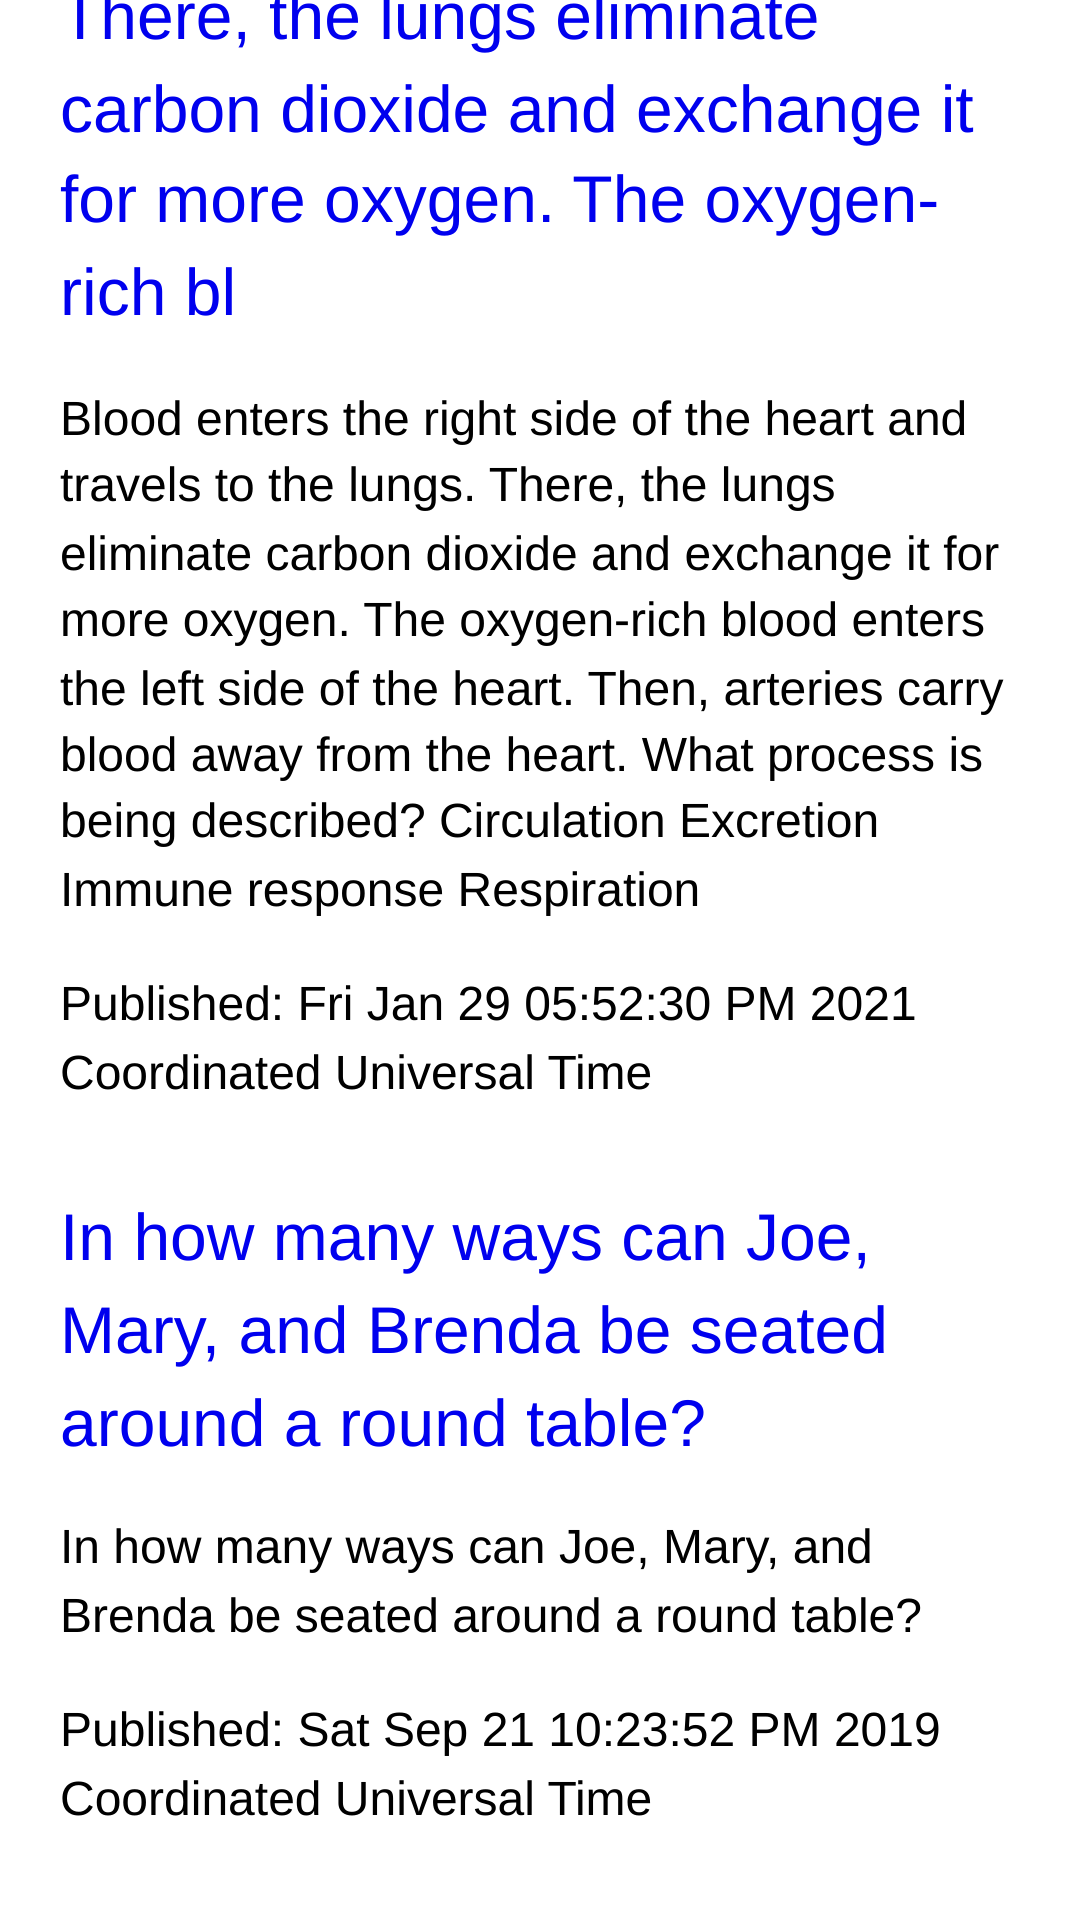 There, the lungs eliminate
carbon dioxide and exchange it
for more oxygen. The oxygen-
rich bl
Blood enters the right side of the heart and
travels to the lungs. There, the lungs
eliminate carbon dioxide and exchange it for
more oxygen. The oxygen-rich blood enters
the left side of the heart. Then, arteries carry
blood away from the heart. What process is
being described? Circulation Excretion
Immune response Respiration
Published: Fri Jan 29 05:52:30 PM 2021
Coordinated Universal Time
In how many ways can Joe,
Mary, and Brenda be seated
around a round table?
In how many ways can Joe, Mary, and
Brenda be seated around a round table?
Published: Sat Sep 21 10:23:52 PM 2019
Coordinated Universal Time